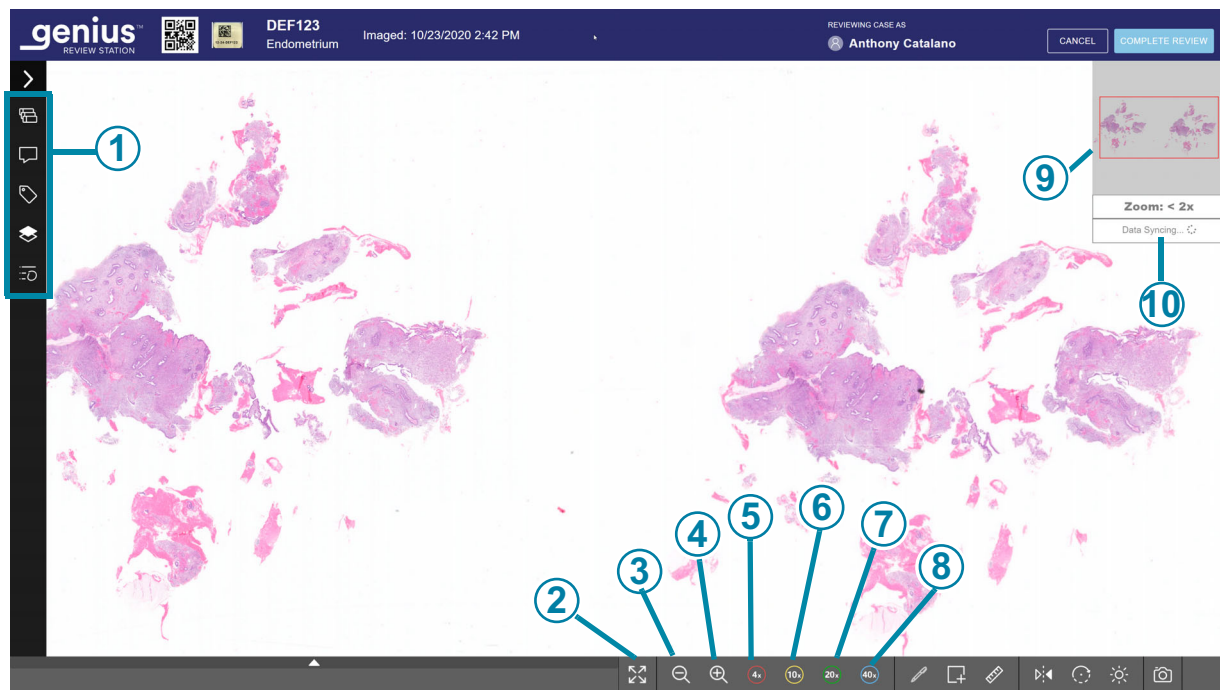 genius™
REVIEW STATION
DEF123
Endometrium
Imaged: 10/23/2020 2:42 PM
REVIEWING CASE AS
Anthony Catalano
CANCEL
COMPLETE REVIEW
1
9
Zoom: < 2x
Data Syncing...
10
2
3
4
5
6
7
8
4x
10x
20x
40x